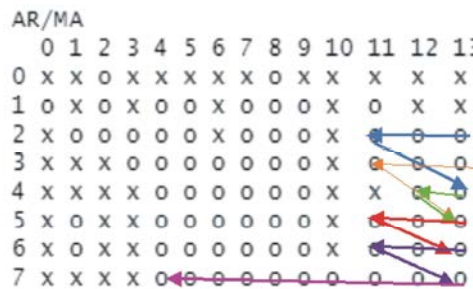 AR/MA
0 1 2 3 4 5 6 7 8 9 10 11 12 13
0 x x o x x x x x o x x x x x
1 x o x x o o x o o o x o x x
2 x o o o o o x o o o x o o o
3 x x x o o o o o o o x o o o
4 x x x x o o o o o o x x o o
5 x o x x o o o o o o x o o o
6 x o x x o o o o o o x o o o
7 x x x x o o o o o o o o o o